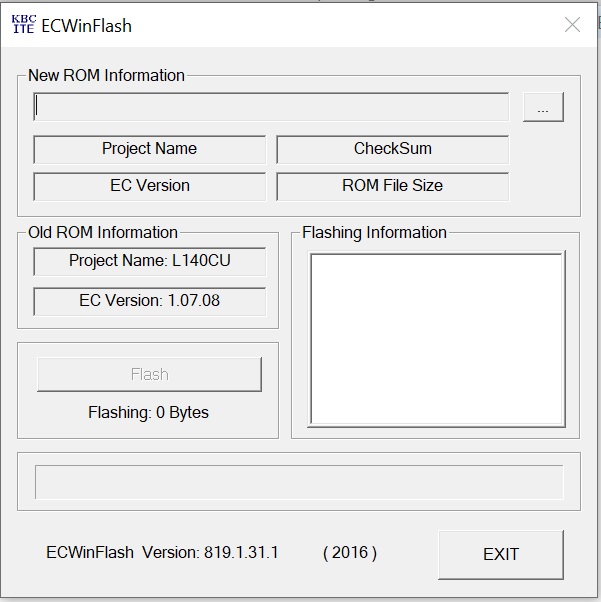 KBC
ITE ECWinFlash
New ROM Information
...
Project Name CheckSum
EC Version ROM File Size
Old ROM Information Flashing Information
Project Name: L140CU
EC Version: 1.07.08
Flash
Flashing: 0 Bytes
ECWinFlash Version: 819.1.31.1 ( 2016 ) EXIT